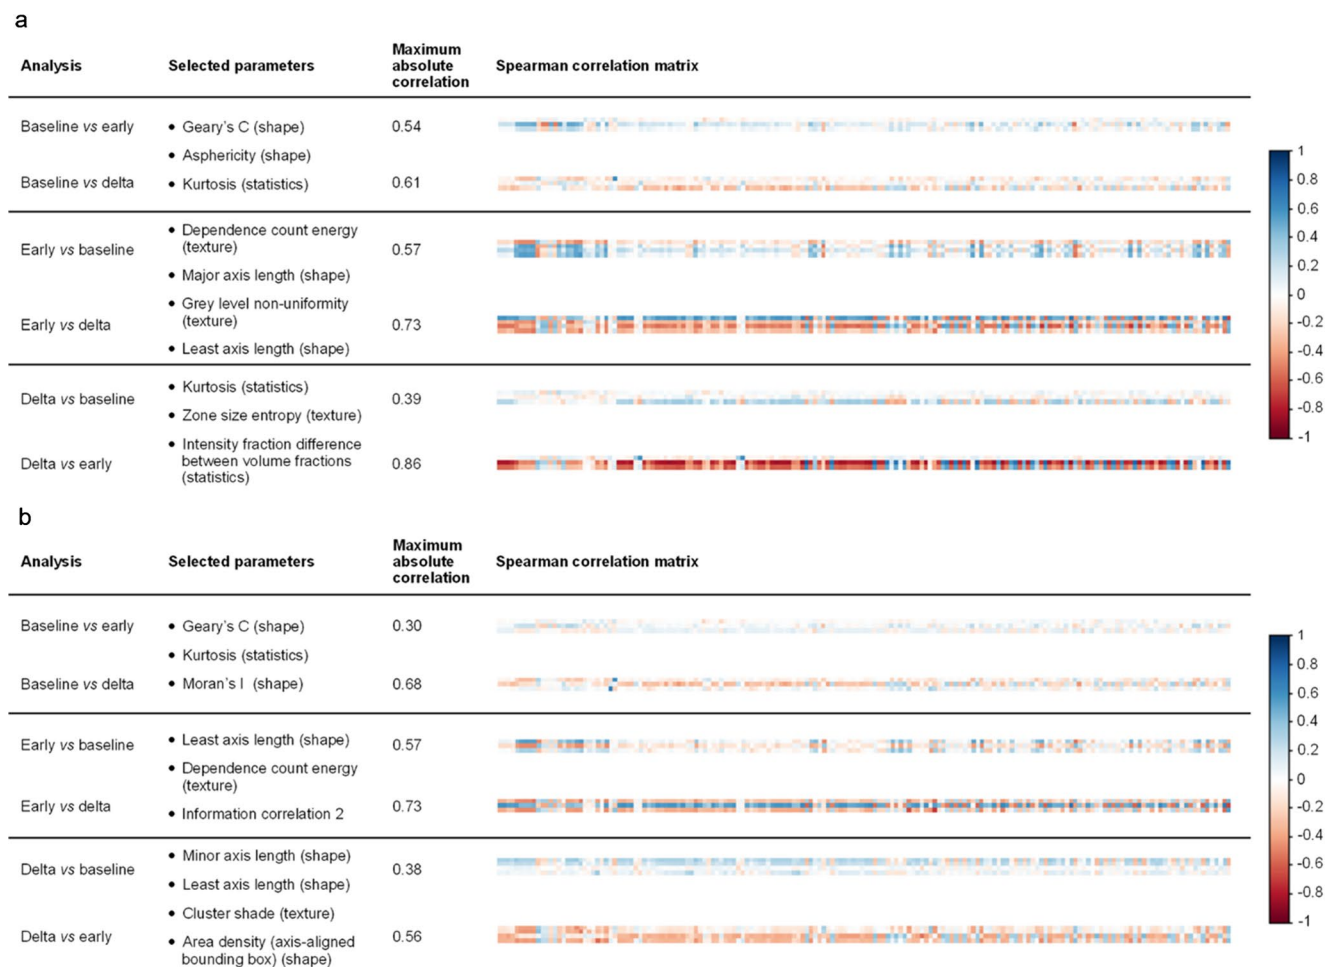 a
Analysis Selected parameters Maximum absolute correlation Spearman correlation matrix
Baseline vs early • Geary's C (shape) 0.54
• Asphericity (shape)
Baseline vs delta • Kurtosis (statistics) 0.61
• Dependence count energy
Early vs baseline (texture) 0.57
• Major axis length (shape)
• Grey level non-uniformity
Early vs delta (texture) 0.73
• Least axis length (shape)
• Kurtosis (statistics)
Delta vs baseline 0.39
• Zone size entropy (texture)
• Intensity fraction difference
Delta vs early between volume fractions 0.86
(statistics)
1
0.8
0.6
0.4
0.2
0
-0.2
-0.4
-0.6
-0.8
-1
b
Analysis Selected parameters Maximum absolute correlation Spearman correlation matrix
Baseline vs early • Geary's C (shape) 0.30
• Kurtosis (statistics)
Baseline vs delta • Moran's I (shape) 0.68
Early vs baseline • Least axis length (shape) 0.57
• Dependence count energy
(texture)
Early vs delta • Information correlation 2 0.73
• Minor axis length (shape)
Delta vs baseline 0.38
• Least axis length (shape)
• Cluster shade (texture)
Delta vs early • Area density (axis-aligned 0.56
bounding box) (shape)
1
0.8
0.6
0.4
0.2
0
-0.2
-0.4
-0.6
-0.8
-1